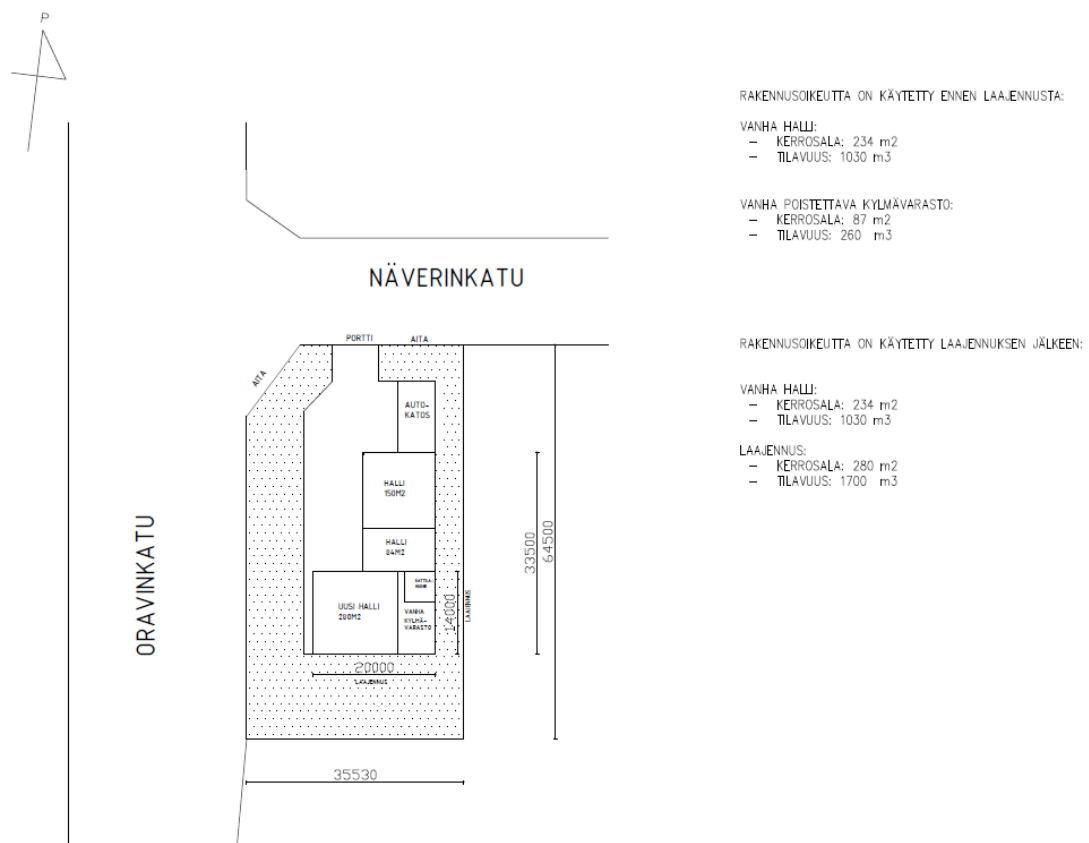 P
RAKENNUSOIKEUTTA ON KÄYTETTY ENNEN LAAJENNUSTA:
VANHA HALLI:
– KERROSALA: 234 m2
– TILAVUUS: 1030 m3
VANHA POISTETTAVA KYLMÄVARASTO:
– KERROSALA: 87 m2
– TILAVUUS: 260 m3
NÄVERINKATU
PORTTI
AITA
AITA
RAKENNUSOIKEUTTA ON KÄYTETTY LAAJENNUKSEN JÄLKEEN:
VANHA HALLI:
– KERROSALA: 234 m2
– TILAVUUS: 1030 m3
LAAJENNUS:
– KERROSALA: 280 m2
– TILAVUUS: 1700 m3
AUTO-
KATOS
HALLI
150M2
HALLI
84M2
UUSI HALLI
280M2
VANHA
KYLMÄ-
VARASTO
14000
LAAJENNUS
33500
64500
20000
LAAJENNUS
ORAVINKATU
35530